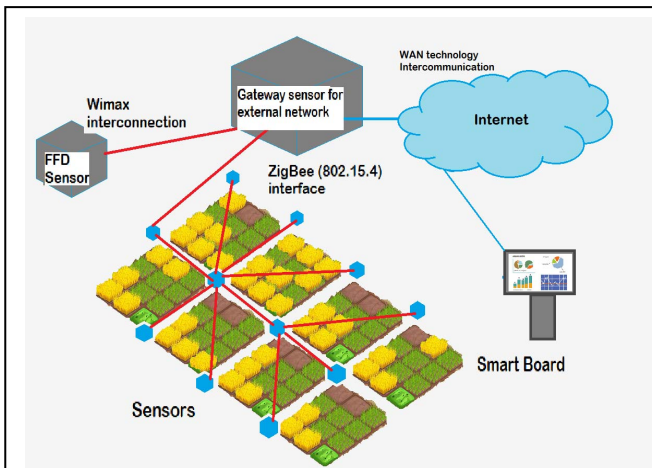 WAN technology
Intercommunication
Gateway sensor for
external network
Wimax
interconnection
Internet
FFD
Sensor
ZigBee (802.15.4)
interface
Smart Board
Sensors